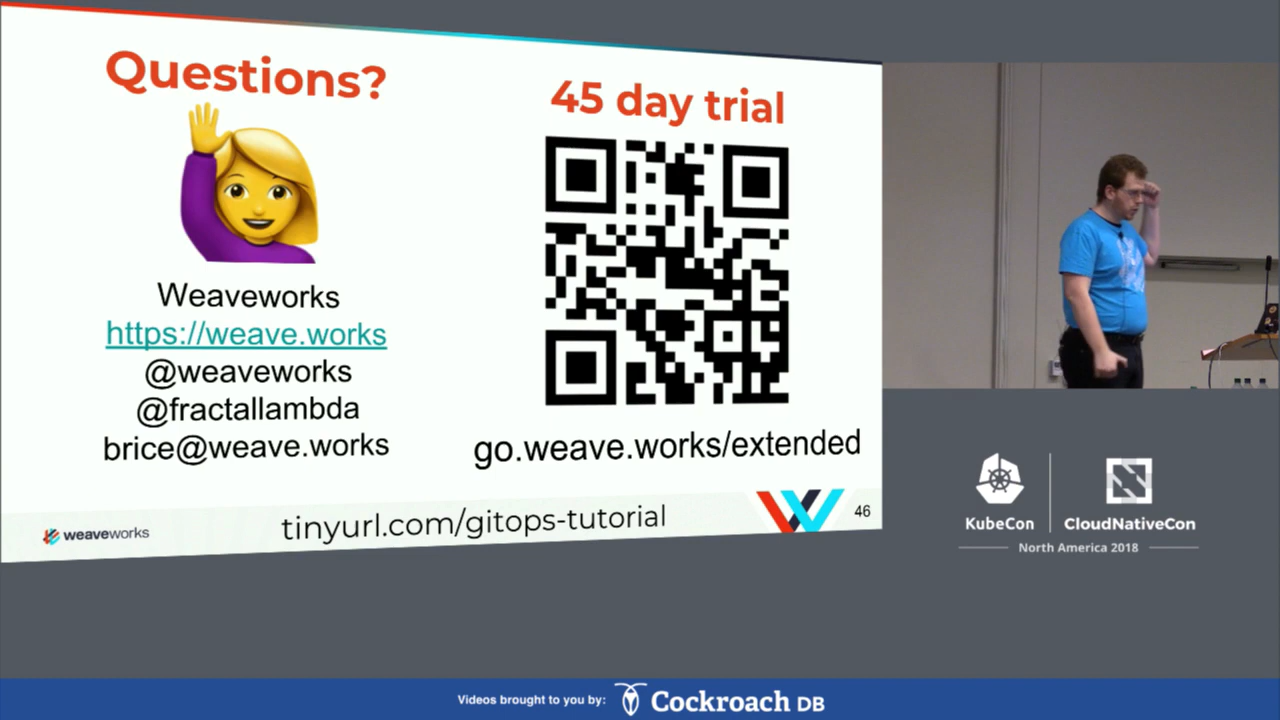 Questions?
Weaveworks
https://weave.works
@weaveworks
@fractallambda
brice@weave.works
45 day trial
go.weave.works/extended
weaveworks
tinyurl.com/gitops-tutorial
46
KubeCon
CloudNativeCon
North America 2018
Videos brought to you by:
Cockroach DB